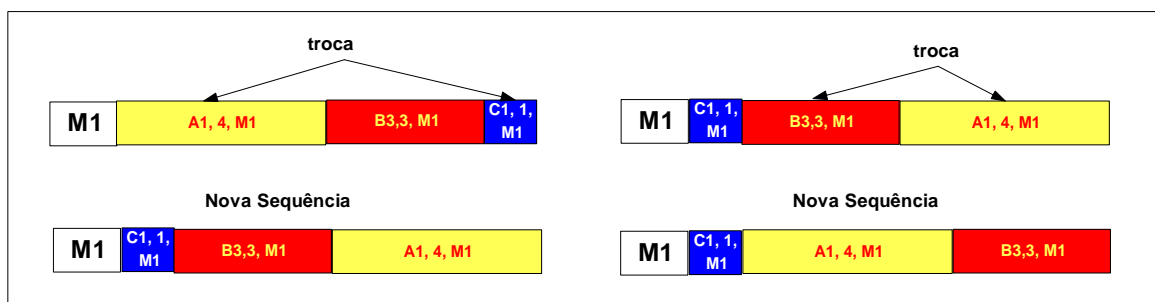 troca
M1
A1, 4, M1
B3,3, M1
C1, 1,
M1
Nova Sequência
M1
C1, 1,
M1
B3,3, M1
A1, 4, M1
troca
M1
C1, 1,
M1
B3,3, M1
A1, 4, M1
Nova Sequência
M1
C1, 1,
M1
A1, 4, M1
B3,3, M1